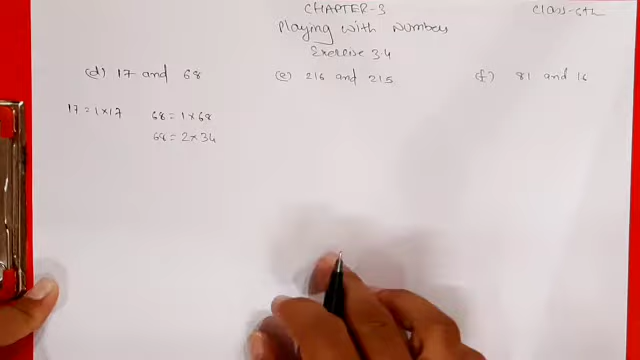 CHAPTER-3 Class-6th
Playing with Numbers
Exercise 3.4
(d) 17 and 68 (e) 216 and 215 (f) 81 and 16
17 = 1×17 68 = 1×68
68 = 2×34